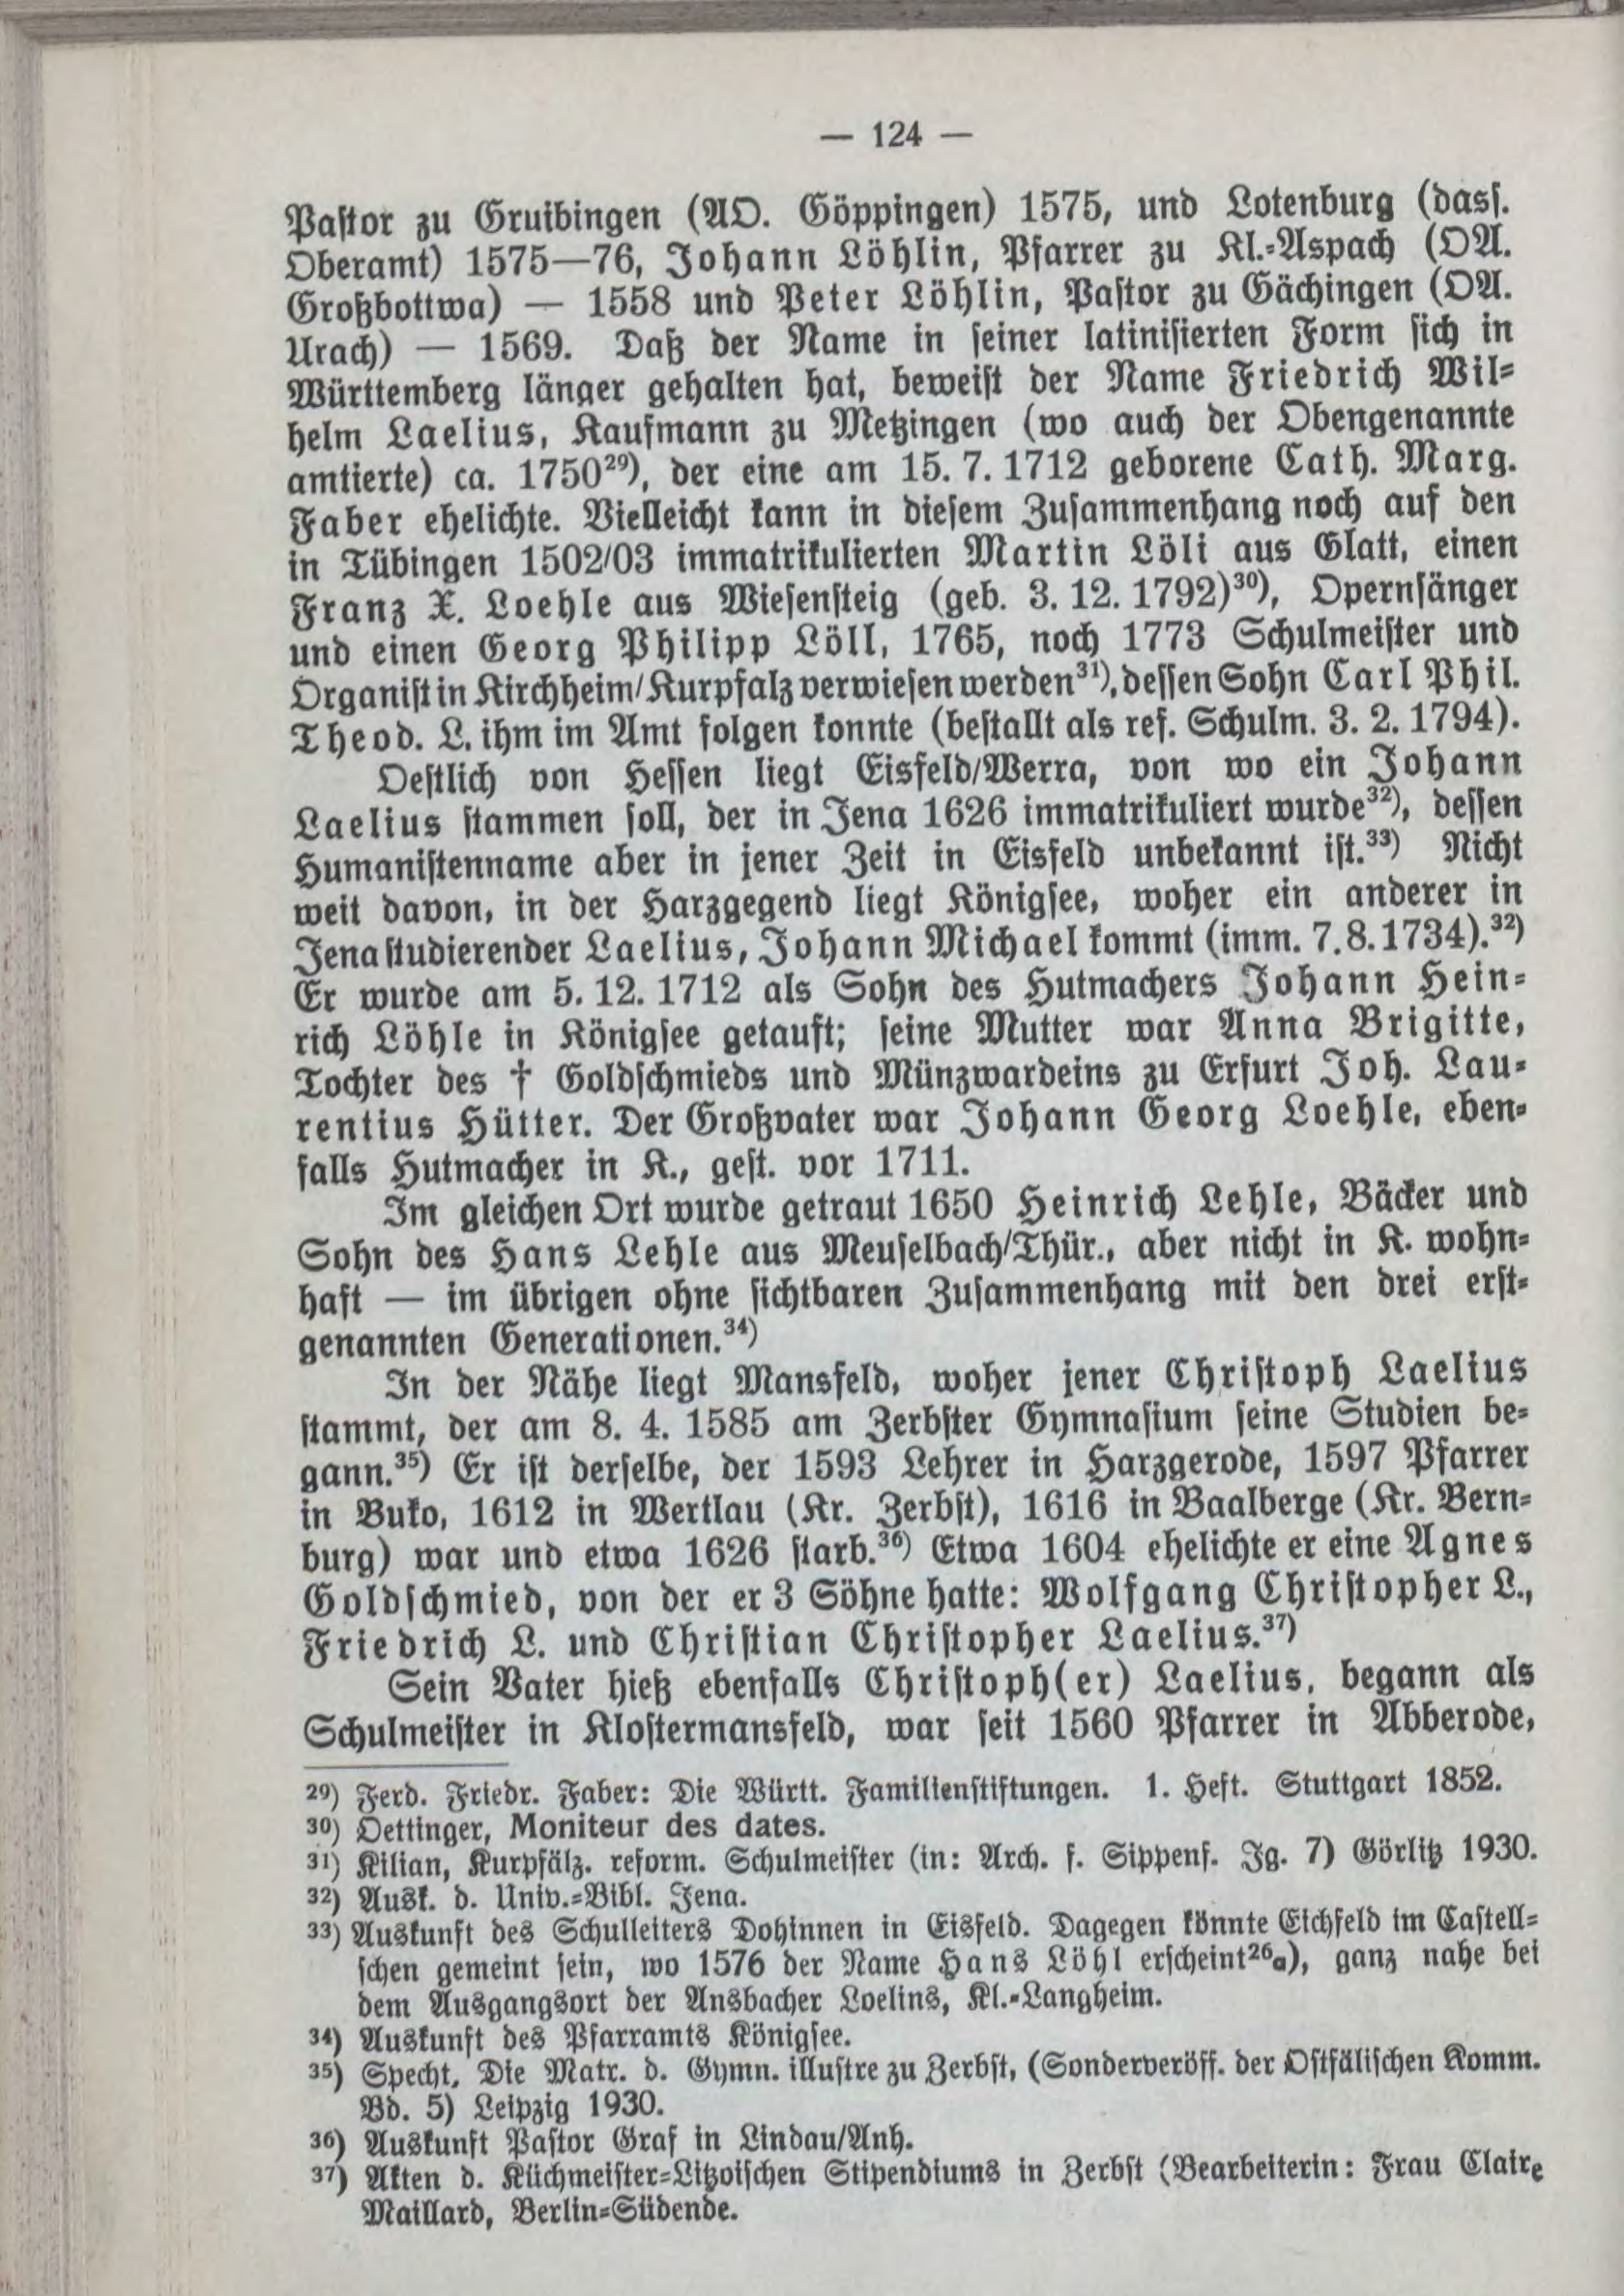 — 124 —
Pastor zu Gruibingen (AO. Göppingen) 1575, und Lotenburg (dass.
Oberamt) 1575—76, Johann Löhlin, Pfarrer zu Kl.-Aspach (OA.
Großbottwa) — 1558 und Peter Löhlin, Pastor zu Gächingen (OA.
Urach) — 1569. Daß der Name in seiner latinisierten Form sich in
Württemberg länger gehalten hat, beweist der Name Friedrich Wil-
helm Laelius, Kaufmann zu Metzingen (wo auch der Obengenannte
amtierte) ca. 1750²⁹), der eine am 15. 7. 1712 geborene Cath. Marg.
Faber ehelichte. Vielleicht kann in diesem Zusammenhang noch auf den
in Tübingen 1502/03 immatrikulierten Martin Löli aus Glatt, einen
Franz X. Loehle aus Wiesensteig (geb. 3. 12. 1792)³⁰), Opernsänger
und einen Georg Philipp Löll, 1765, noch 1773 Schulmeister und
Organist in Kirchheim/Kurpfalz verwiesen werden³¹), dessen Sohn Carl Phil.
Theod. L. ihm im Amt folgen konnte (bestallt als ref. Schulm. 3. 2. 1794).
Oestlich von Hessen liegt Eisfeld/Werra, von wo ein Johann
Laelius stammen soll, der in Jena 1626 immatrikuliert wurde³²), dessen
Humanistenname aber in jener Zeit in Eisfeld unbekannt ist.³³) Nicht
weit davon, in der Harzgegend liegt Königsee, woher ein anderer in
Jena studierender Laelius, Johann Michael kommt (imm. 7. 8. 1734).³²)
Er wurde am 5. 12. 1712 als Sohn des Hutmachers Johann Hein-
rich Löhle in Königsee getauft; seine Mutter war Anna Brigitte,
Tochter des † Goldschmieds und Münzwardeins zu Erfurt Joh. Lau-
rentius Hütter. Der Großvater war Johann Georg Loehle, eben-
falls Hutmacher in K., gest. vor 1711.
Im gleichen Ort wurde getraut 1650 Heinrich Lehle, Bäcker und
Sohn des Hans Lehle aus Meuselbach/Thür., aber nicht in K. wohn-
haft — im übrigen ohne sichtbaren Zusammenhang mit den drei erst-
genannten Generationen.³⁴)
In der Nähe liegt Mansfeld, woher jener Christoph Laelius
stammt, der am 8. 4. 1585 am Zerbster Gymnasium seine Studien be-
gann.³⁵) Er ist derselbe, der 1593 Lehrer in Harzgerode, 1597 Pfarrer
in Buko, 1612 in Wertlau (Kr. Zerbst), 1616 in Baalberge (Kr. Bern-
burg) war und etwa 1626 starb.³⁶) Etwa 1604 ehelichte er eine Agnes
Goldschmied, von der er 3 Söhne hatte: Wolfgang Christopher L.,
Friedrich L. und Christian Christopher Laelius.³⁷)
Sein Vater hieß ebenfalls Christoph(er) Laelius, begann als
Schulmeister in Klostermansfeld, war seit 1560 Pfarrer in Abberode,
²⁹) Ferd. Friedr. Faber: Die Württ. Familienstiftungen. 1. Heft. Stuttgart 1852.
³⁰) Oettinger, Moniteur des dates.
³¹) Kilian, Kurpfälz. reform. Schulmeister (in: Arch. f. Sippenf. Jg. 7) Görlitz 1930.
³²) Ausk. d. Univ.-Bibl. Jena.
³³) Auskunft des Schulleiters Dohinnen in Eisfeld. Dagegen könnte Eichfeld im Castell-
schen gemeint sein, wo 1576 der Name Hans Löhl erscheint²⁶a), ganz nahe bei
dem Ausgangsort der Ansbacher Loelins, Kl.-Langheim.
³⁴) Auskunft des Pfarramts Königsee.
³⁵) Specht, Die Matr. d. Gymn. illustre zu Zerbst, (Sonderveröff. der Ostfälischen Komm.
Bd. 5) Leipzig 1930.
³⁶) Auskunft Pastor Graf in Lindau/Anh.
³⁷) Akten d. Küchmeister-Litzoischen Stipendiums in Zerbst (Bearbeiterin: Frau Claire
Maillard, Berlin-Südende.